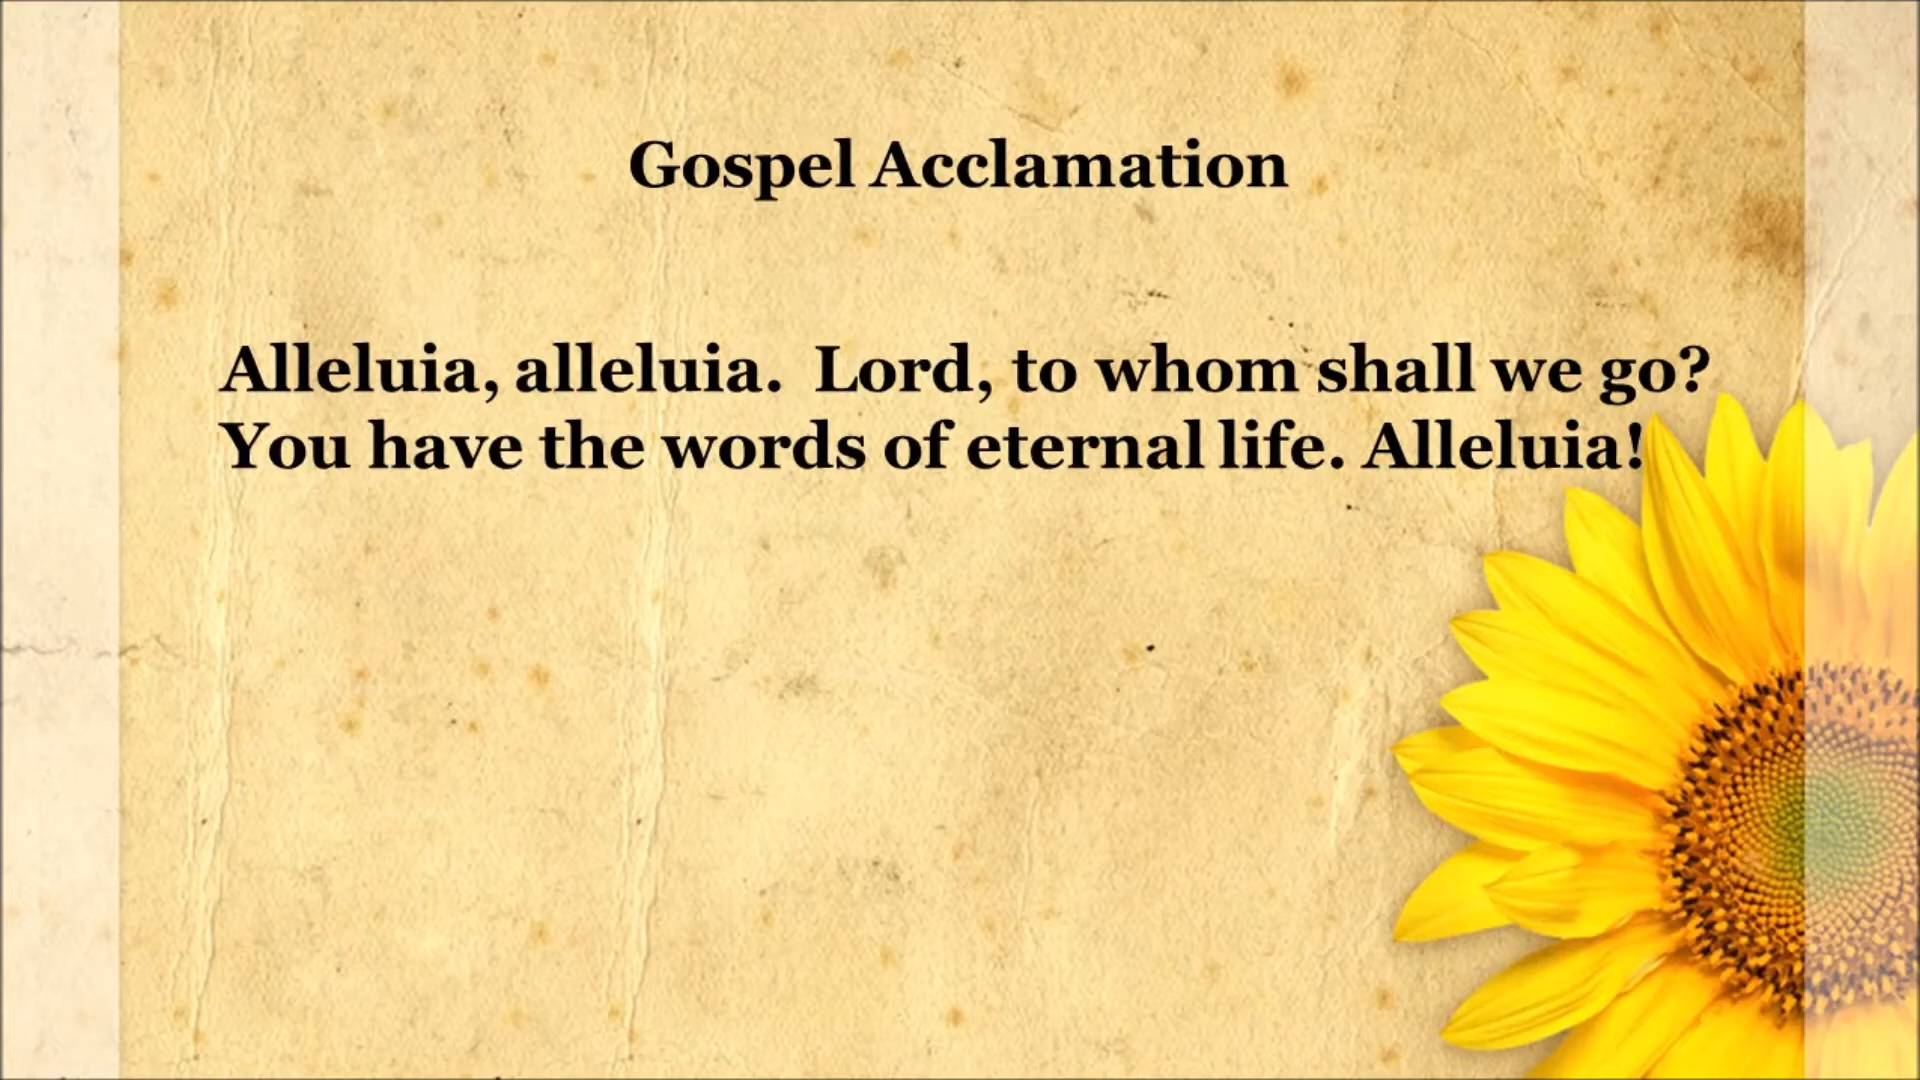 Gospel Acclamation
Alleluia, alleluia.  Lord, to whom shall we go?
You have the words of eternal life. Alleluia!